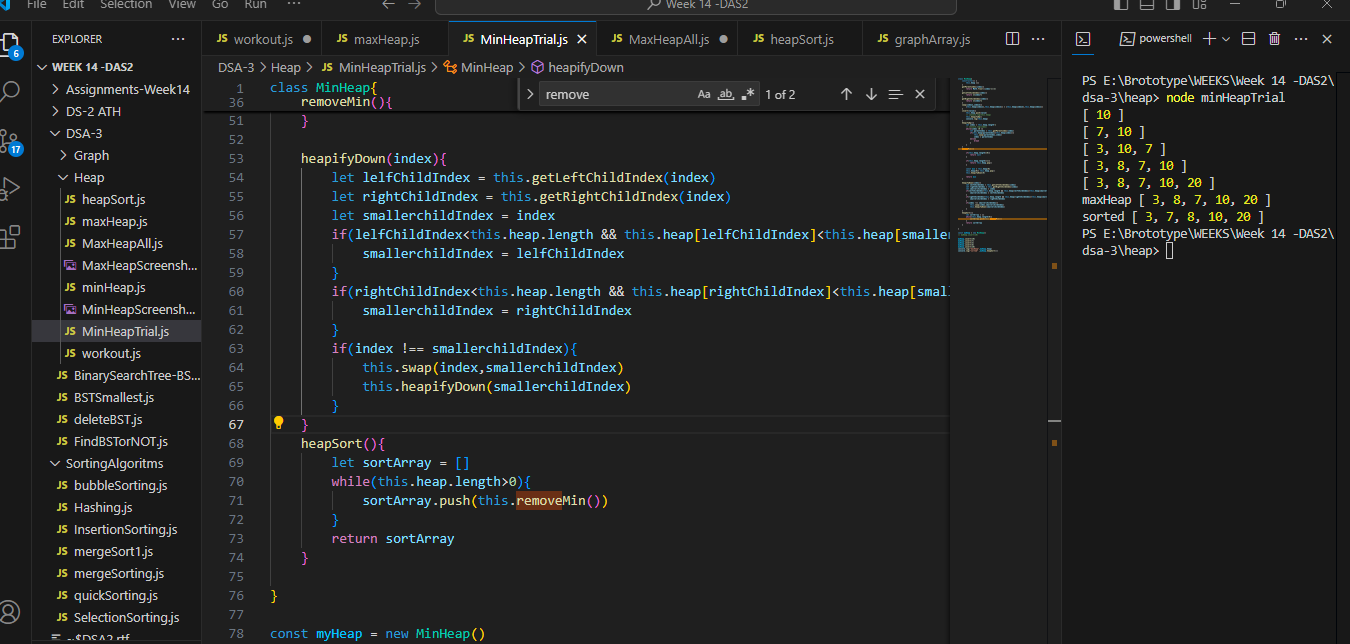 File Edit Selection View Go Run ···
Week 14 -DAS2
EXPLORER ···
WEEK 14 -DAS2
Assignments-Week14
DS-2 ATH
DSA-3
Graph
Heap
JS heapSort.js
JS maxHeap.js
JS MaxHeapAll.js
MaxHeapScreensh...
JS minHeap.js
MinHeapScreensh...
JS MinHeapTrial.js
JS workout.js
JS BinarySearchTree-BS...
JS BSTSmallest.js
JS deleteBST.js
JS FindBSTorNOT.js
SortingAlgoritms
JS bubbleSorting.js
JS Hashing.js
JS InsertionSorting.js
JS mergeSort1.js
JS mergeSorting.js
JS quickSorting.js
JS SelectionSorting.js
~$DSA2.rtf
6
17
JS workout.js
JS maxHeap.js
JS MinHeapTrial.js
JS MaxHeapAll.js
JS heapSort.js
JS graphArray.js
DSA-3 > Heap > JS MinHeapTrial.js > MinHeap > heapifyDown
remove Aa ab 1 of 2
1 class MinHeap{
36 removeMin(){
51 }
52
53 heapifyDown(index){
54 let lelfChildIndex = this.getLeftChildIndex(index)
55 let rightChildIndex = this.getRightChildIndex(index)
56 let smallerchildIndex = index
57 if(lelfChildIndex<this.heap.length && this.heap[lelfChildIndex]<this.heap[smaller
58 smallerchildIndex = lelfChildIndex
59 }
60 if(rightChildIndex<this.heap.length && this.heap[rightChildIndex]<this.heap[smal
61 smallerchildIndex = rightChildIndex
62 }
63 if(index !== smallerchildIndex){
64 this.swap(index,smallerchildIndex)
65 this.heapifyDown(smallerchildIndex)
66 }
67 }
68 heapSort(){
69 let sortArray = []
70 while(this.heap.length>0){
71 sortArray.push(this.removeMin())
72 }
73 return sortArray
74 }
75
76 }
77
78 const myHeap = new MinHeap()
powershell
PS E:\Brototype\WEEKS\Week 14 -DAS2\
dsa-3\heap> node minHeapTrial
[ 10 ]
[ 7, 10 ]
[ 3, 10, 7 ]
[ 3, 8, 7, 10 ]
[ 3, 8, 7, 10, 20 ]
maxHeap [ 3, 8, 7, 10, 20 ]
sorted [ 3, 7, 8, 10, 20 ]
PS E:\Brototype\WEEKS\Week 14 -DAS2\
dsa-3\heap>